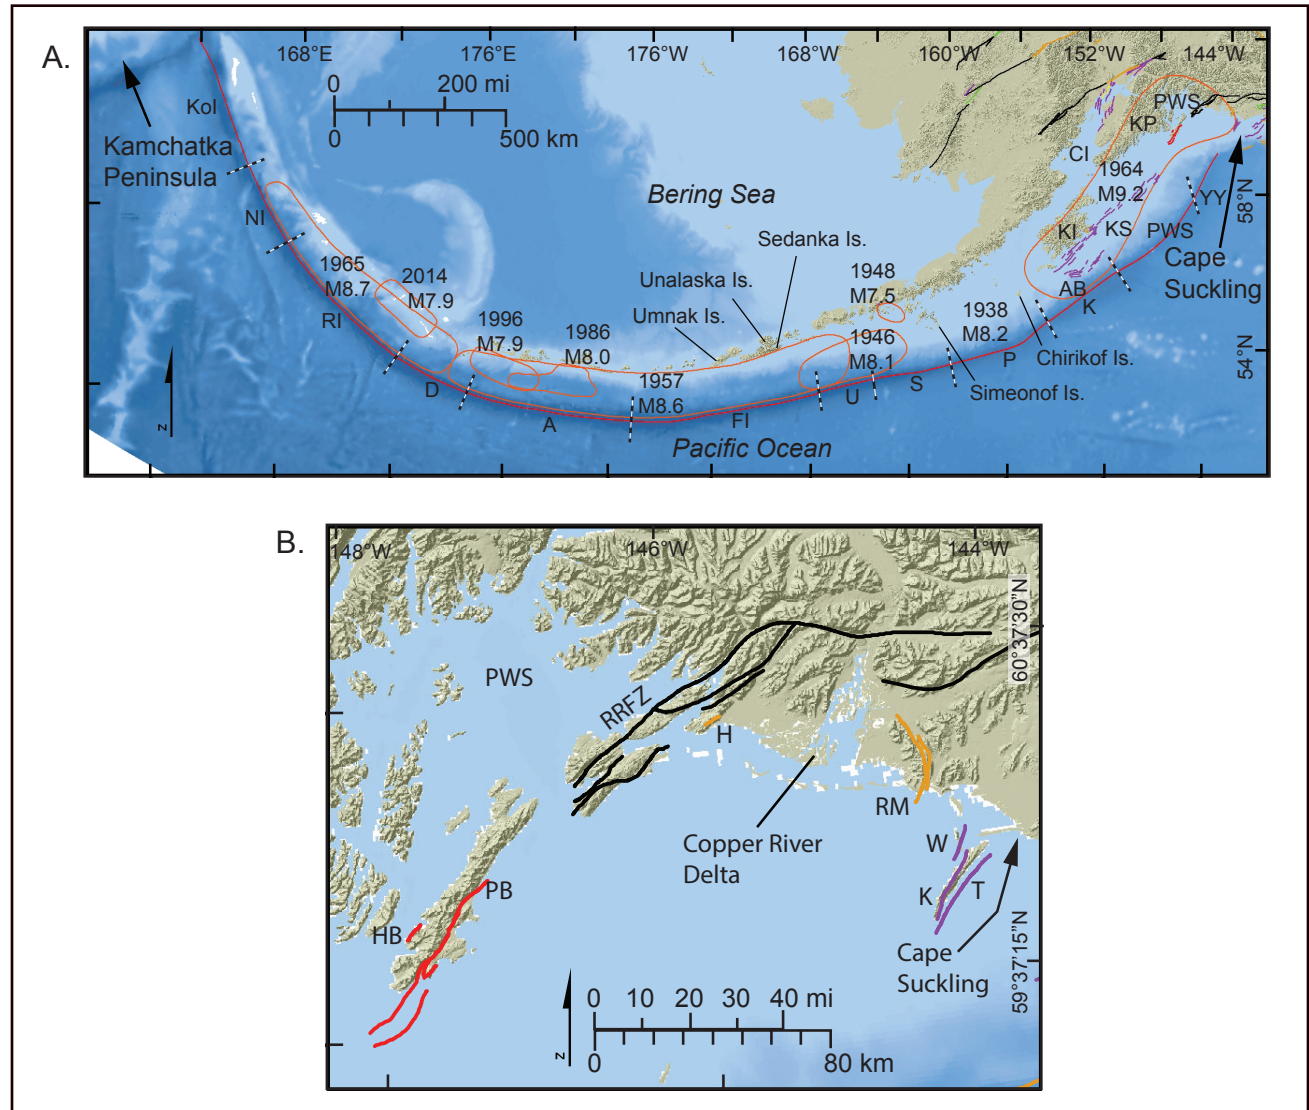 A.
168°E
176°E
176°W
168°W
160°W
152°W
144°W
0
200 mi
0
500 km
Kol
Kamchatka
Peninsula
PWS
KP
CI
1964
M9.2
58°N
YY
Bering Sea
NI
KI
KS
PWS
Sedanka Is.
Cape
Suckling
1965
M8.7
2014
M7.9
Unalaska Is.
1948
M7.5
AB
K
Umnak Is.
RI
1996
M7.9
1986
M8.0
1946
M8.1
1938
M8.2
54°N
P
Chirikof Is.
D
1957
M8.6
U
S
Simeonof Is.
z
A
FI
Pacific Ocean
B.
148°W
146°W
144°W
60°37'30"N
PWS
RRFZ
H
RM
Copper River
Delta
W
K
T
PB
HB
Cape
Suckling
59°37'15"N
0
10
20
30
40 mi
z
0
80 km